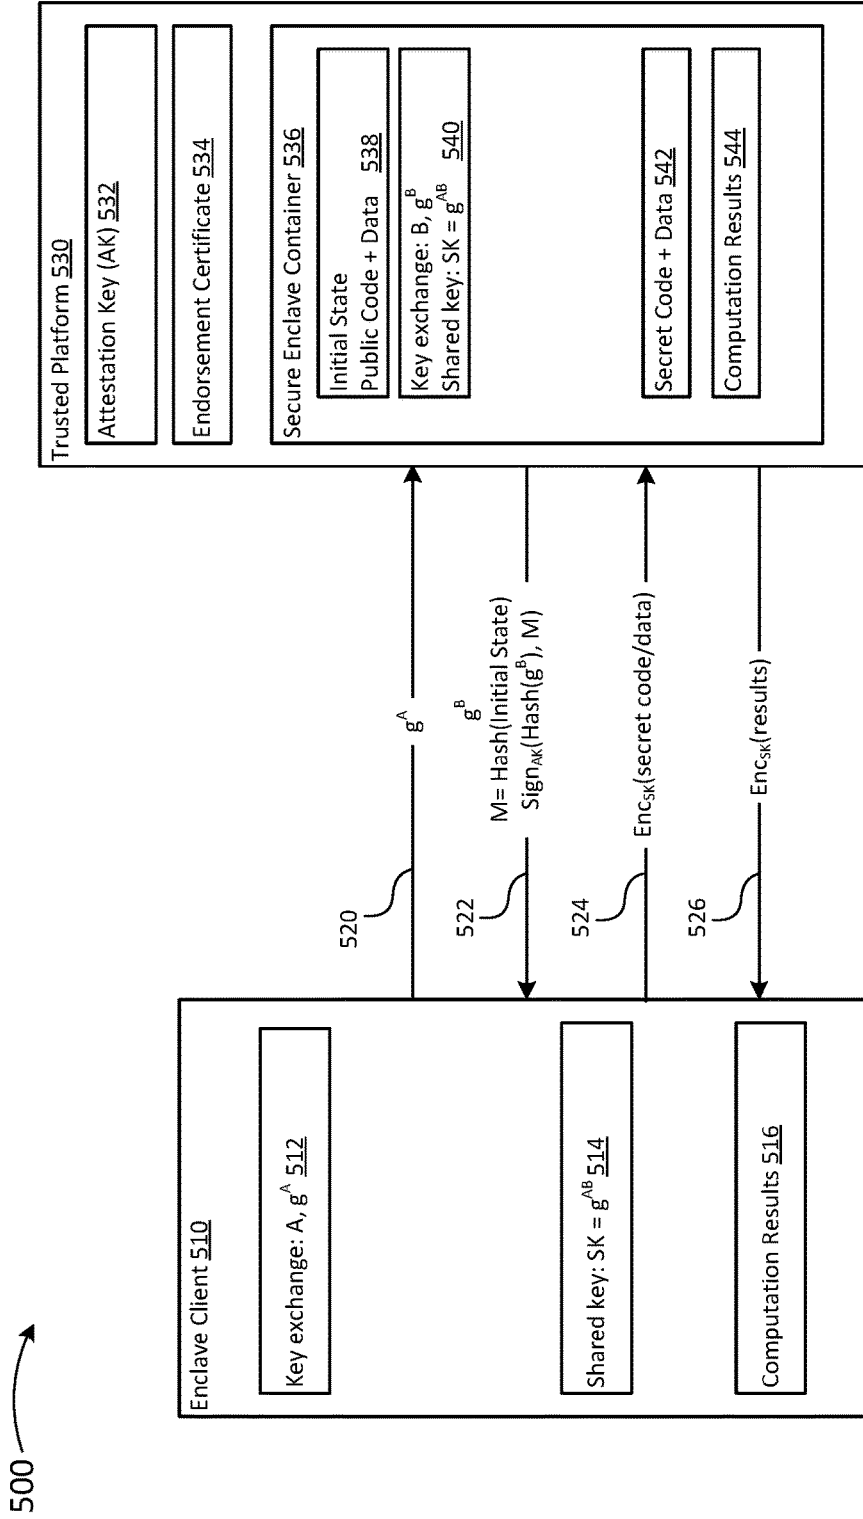 500
Enclave Client 510
Key exchange: A, g^A 512
Shared key: SK = g^AB 514
Computation Results 516
520
g^A
522
g^B
M= Hash(Initial State)
Sign_AK(Hash(g^B), M)
524
Enc_SK(secret code/data)
526
Enc_SK(results)
Trusted Platform 530
Attestation Key (AK) 532
Endorsement Certificate 534
Secure Enclave Container 536
Initial State
Public Code + Data 538
Key exchange: B, g^B
Shared key: SK = g^AB 540
Secret Code + Data 542
Computation Results 544